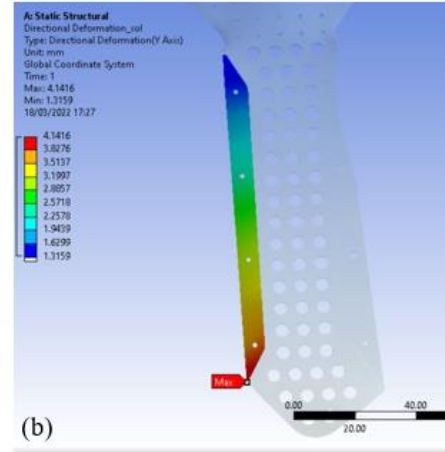 A: Static Structural
Directional Deformation_sol
Type: Directional Deformation(Y Axis)
Unit: mm
Global Coordinate System
Time: 1
Max: 4.1416
Min: 1.3159
18/03/2022 17:27
4.1416
3.8276
3.5137
3.1997
2.8857
2.5718
2.2578
1.9439
1.6299
1.3159
Max
0.00
40.00
20.00
(b)